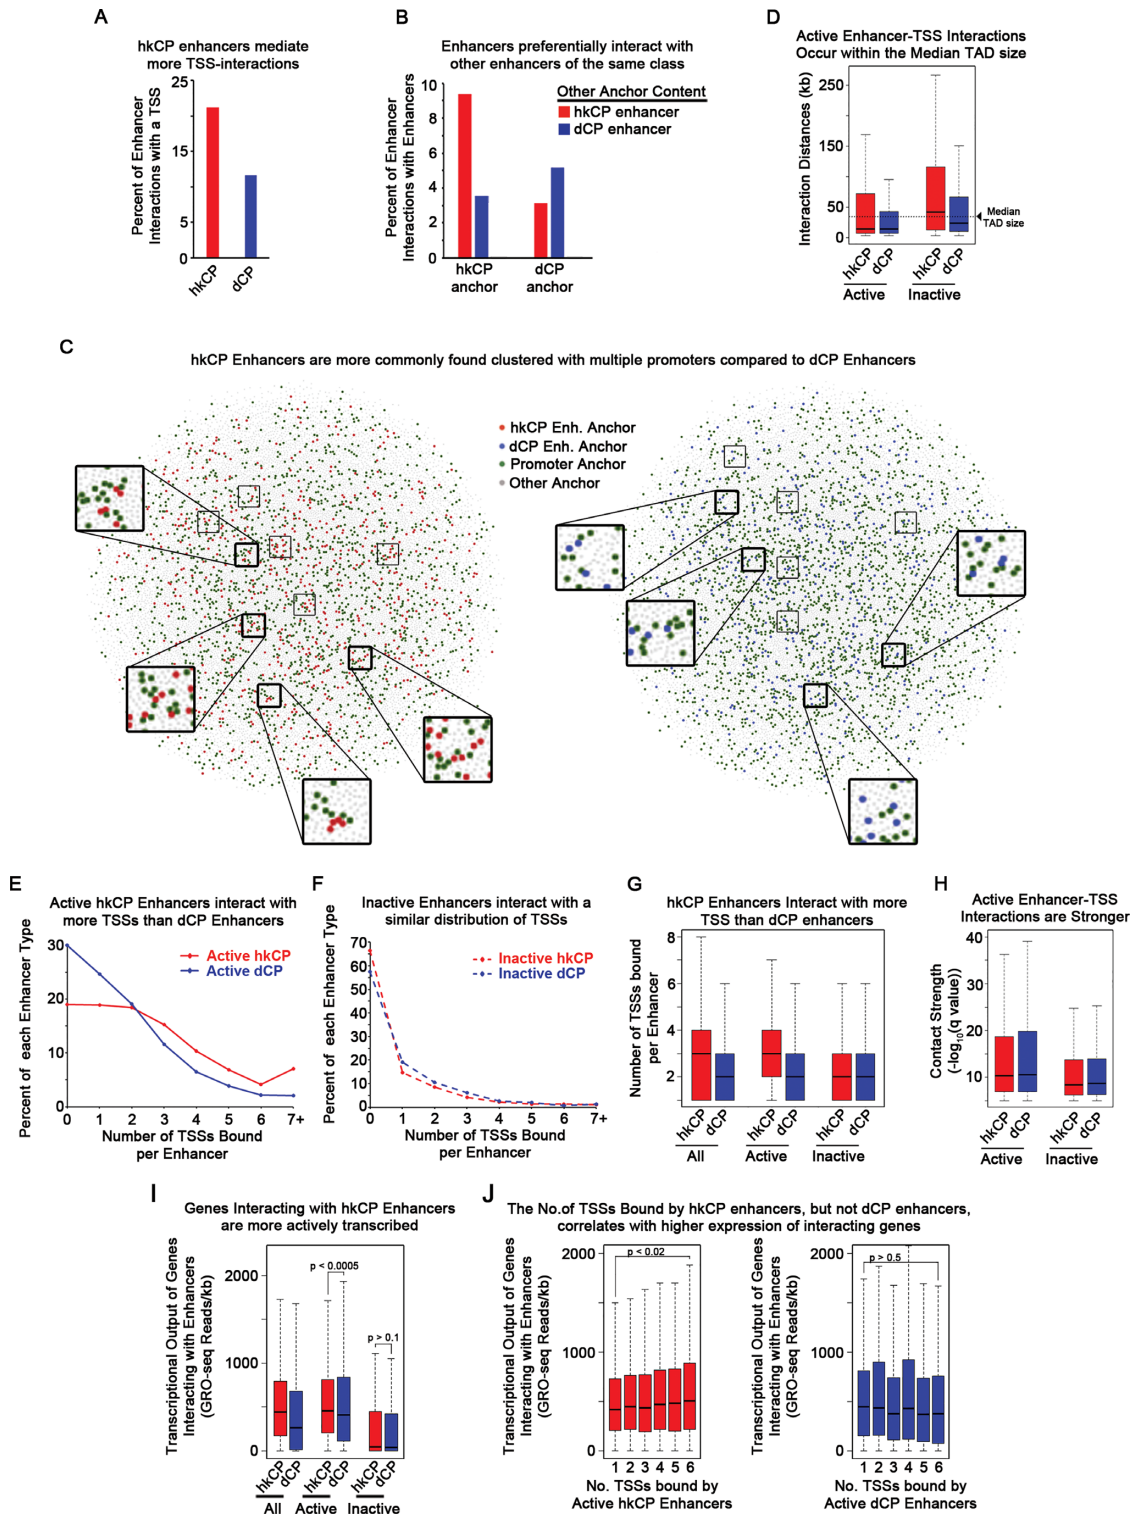 A
hkCP enhancers mediate
more TSS-interactions
Percent of Enhancer
Interactions with a TSS
25
20
15
10
5
0
hkCP
dCP
B
Enhancers preferentially interact with
other enhancers of the same class
Percent of Enhancer
Interactions with Enhancers
10
8
6
4
2
0
Other Anchor Content
hkCP enhancer
dCP enhancer
hkCP
anchor
dCP
anchor
D
Active Enhancer-TSS Interactions
Occur within the Median TAD size
Interaction Distances (kb)
250
150
50
0
Median
TAD size
hkCP
dCP
hkCP
dCP
Active
Inactive
C
hkCP Enhancers are more commonly found clustered with multiple promoters compared to dCP Enhancers
hkCP Enh. Anchor
dCP Enh. Anchor
Promoter Anchor
Other Anchor
E
Active hkCP Enhancers interact with
more TSSs than dCP Enhancers
Percent of each Enhancer Type
30
20
10
0
Active hkCP
Active dCP
0 1 2 3 4 5 6 7+
Number of TSSs Bound
per Enhancer
F
Inactive Enhancers interact with a
similar distribution of TSSs
Percent of each Enhancer Type
70
60
50
40
30
20
10
0
Inactive hkCP
Inactive dCP
0 1 2 3 4 5 6 7+
Number of TSSs Bound
per Enhancer
G
hkCP Enhancers Interact with more
TSS than dCP enhancers
Number of TSSs bound
per Enhancer
8
6
4
2
hkCP
dCP
hkCP
dCP
hkCP
dCP
All
Active
Inactive
H
Active Enhancer-TSS
Interactions are Stronger
Contact Strength
(-log10(q value))
40
30
20
10
hkCP
dCP
hkCP
dCP
Active
Inactive
I
Genes Interacting with hkCP Enhancers
are more actively transcribed
Transcriptional Output of Genes
Interacting with Enhancers
(GRO-seq Reads/kb)
2000
1000
0
p < 0.0005
p > 0.1
hkCP
dCP
hkCP
dCP
hkCP
dCP
All
Active
Inactive
J
The No.of TSSs Bound by hkCP enhancers, but not dCP enhancers,
correlates with higher expression of interacting genes
Transcriptional Output of Genes
Interacting with Enhancers
(GRO-seq Reads/kb)
2000
1000
0
p < 0.02
1 2 3 4 5 6
No. TSSs bound by
Active hkCP Enhancers
Transcriptional Output of Genes
Interacting with Enhancers
(GRO-seq Reads/kb)
2000
1000
0
p > 0.5
1 2 3 4 5 6
No. TSSs bound by
Active dCP Enhancers